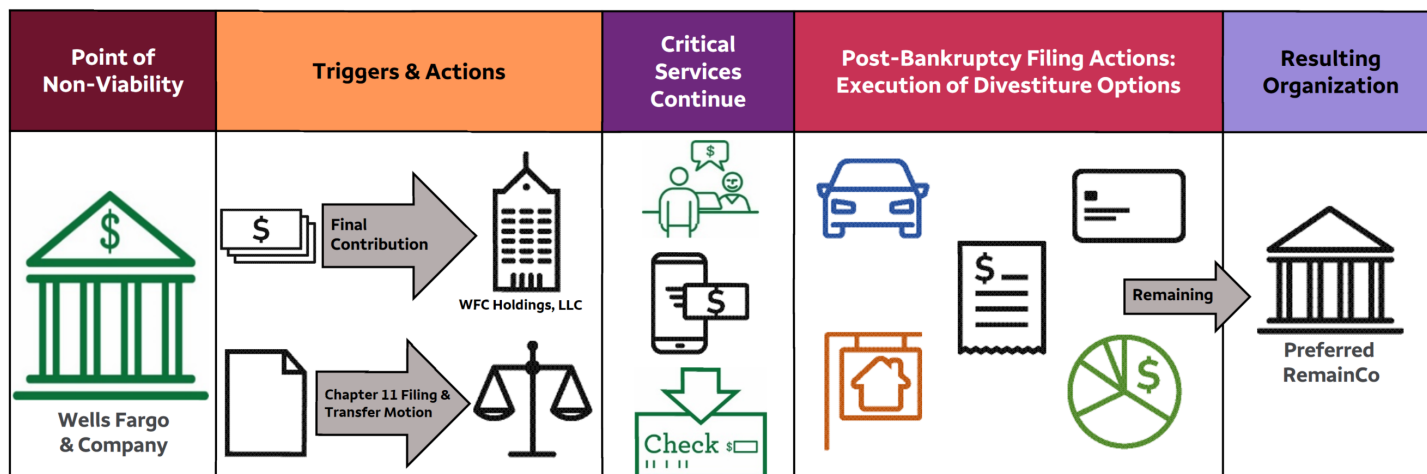 Point of
Non-Viability
Triggers & Actions
Critical
Services
Continue
Post-Bankruptcy Filing Actions:
Execution of Divestiture Options
Resulting
Organization
$
Wells Fargo
& Company
$
Final
Contribution
WFC Holdings, LLC
Chapter 11 Filing &
Transfer Motion
$
$
Check $
$
$
Remaining
Preferred
RemainCo